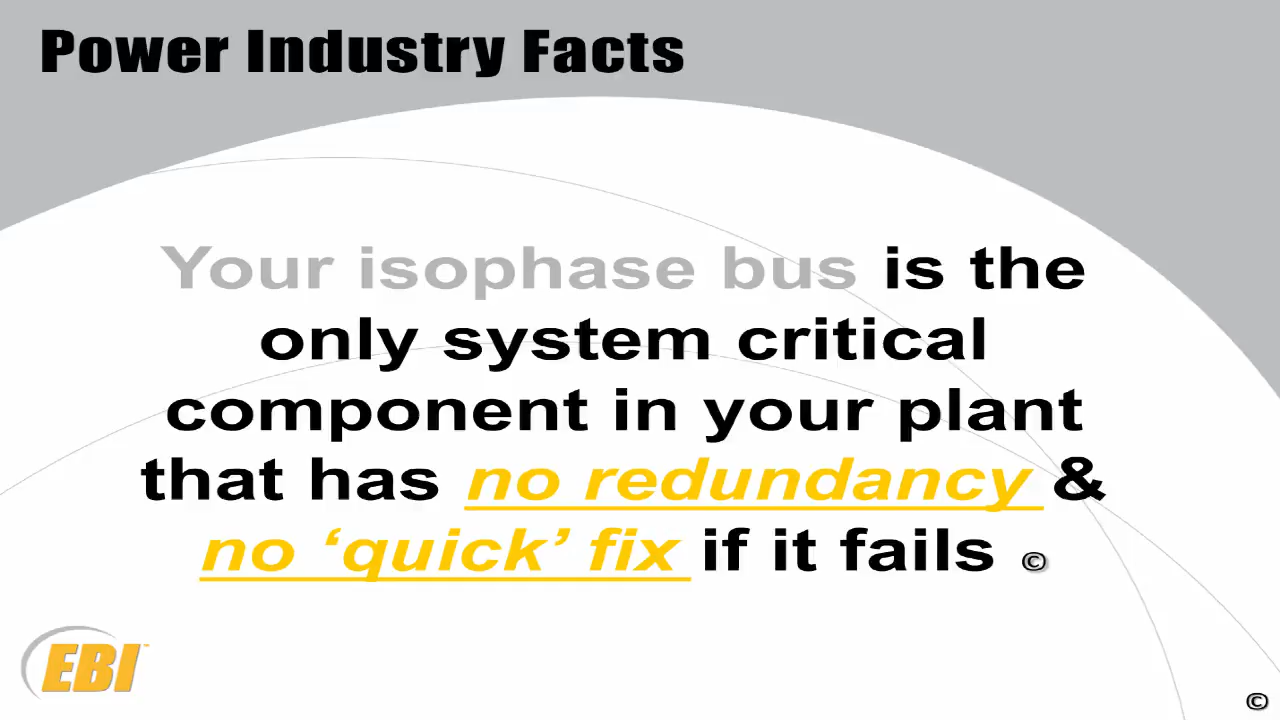 Power Industry Facts
Your isophase bus is the
only system critical
component in your plant
that has no redundancy &
no ‘quick’ fix if it fails ©
EBI™
©